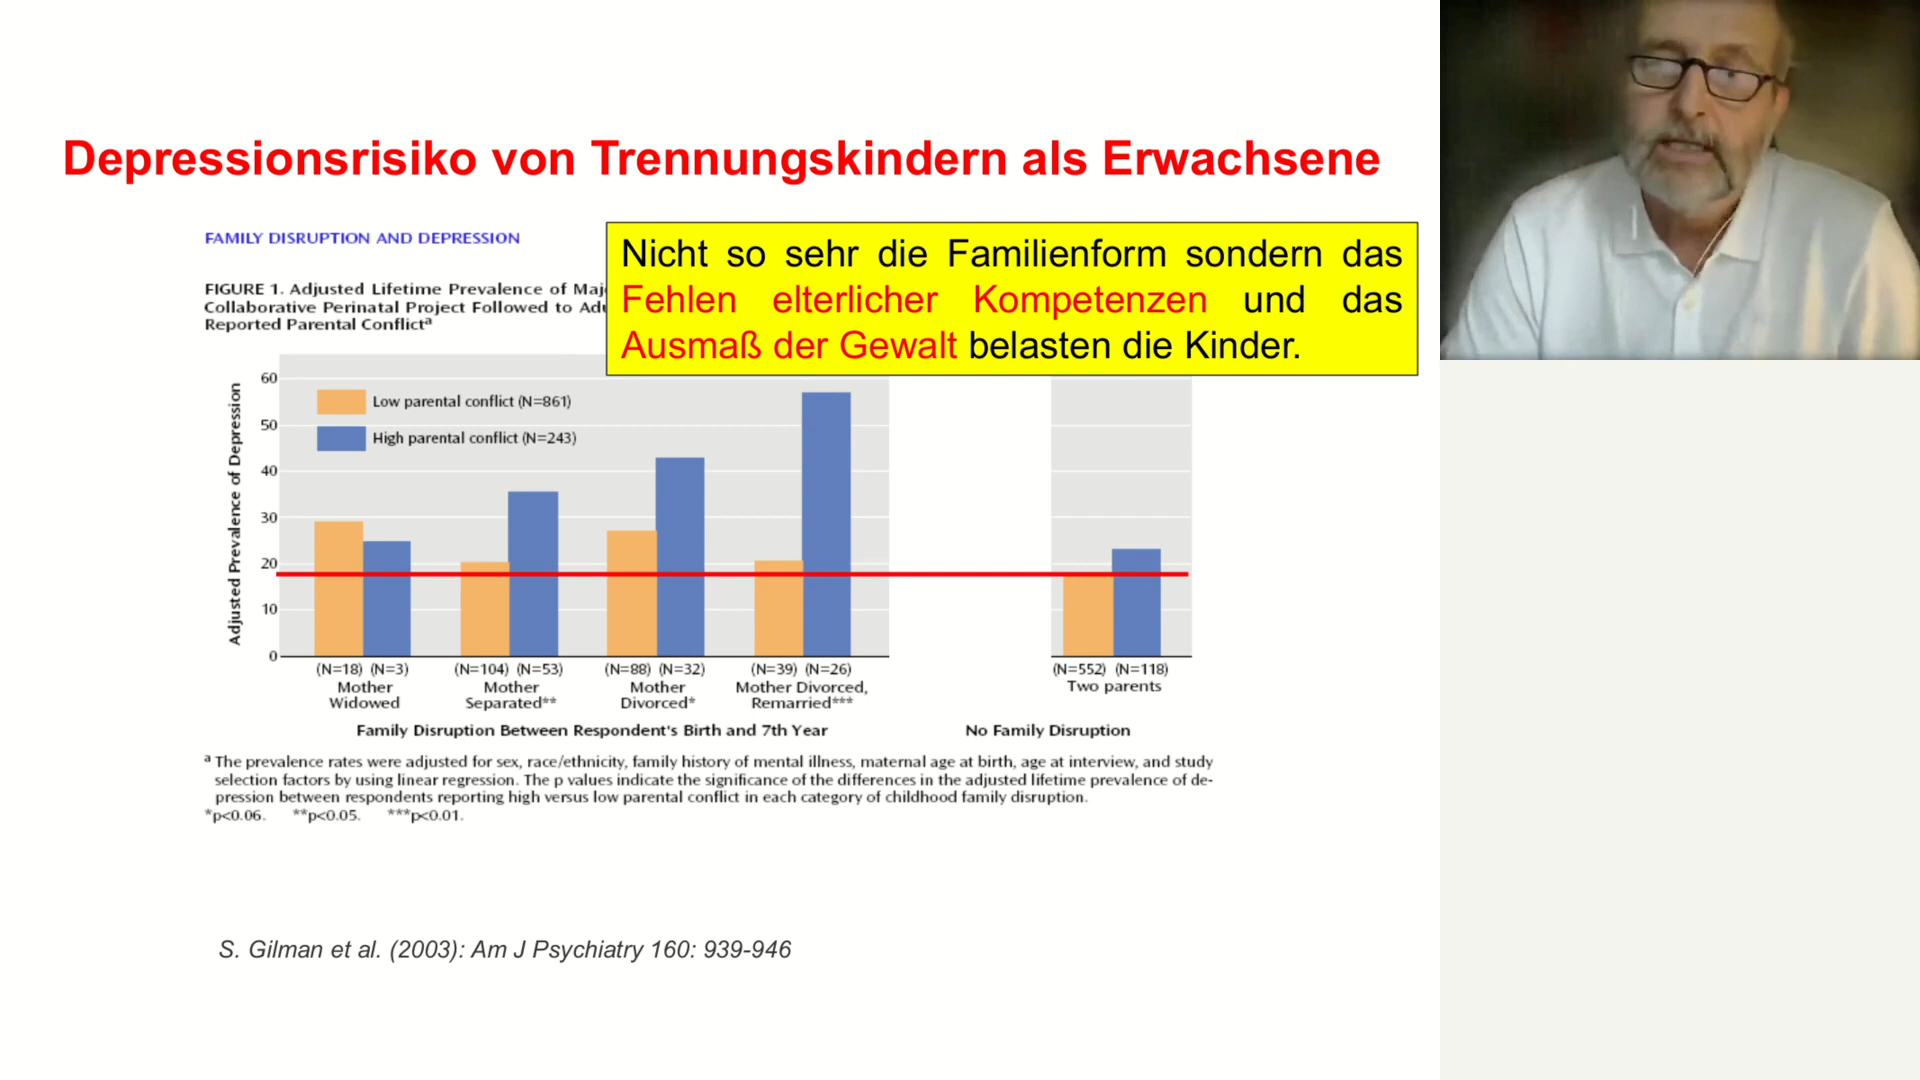 Depressionsrisiko von Trennungskindern als Erwachsene
FAMILY DISRUPTION AND DEPRESSION
Nicht so sehr die Familienform sondern das
Fehlen elterlicher Kompetenzen und das
Ausmaß der Gewalt belasten die Kinder.
FIGURE 1. Adjusted Lifetime Prevalence of
Collaborative Perinatal Project Followed to
Reported Parental Conflictᵃ
Adjusted Prevalence of Depression
60
50
40
30
20
10
0
Low parental conflict (N=861)
High parental conflict (N=243)
(N=18) (N=3) (N=104) (N=53) (N=88) (N=32) (N=39) (N=26) (N=552) (N=118)
Mother Widowed
Mother Separated**
Mother Divorced*
Mother Divorced, Remarried***
Two parents
Family Disruption Between Respondent's Birth and 7th Year
No Family Disruption
ᵃ The prevalence rates were adjusted for sex, race/ethnicity, family history of mental illness, maternal age at birth, age at interview, and study
selection factors by using linear regression. The p values indicate the significance of the differences in the adjusted lifetime prevalence of de-
pression between respondents reporting high versus low parental conflict in each category of childhood family disruption.
*p<0.06. **p<0.05. ***p<0.01.
S. Gilman et al. (2003): Am J Psychiatry 160: 939-946